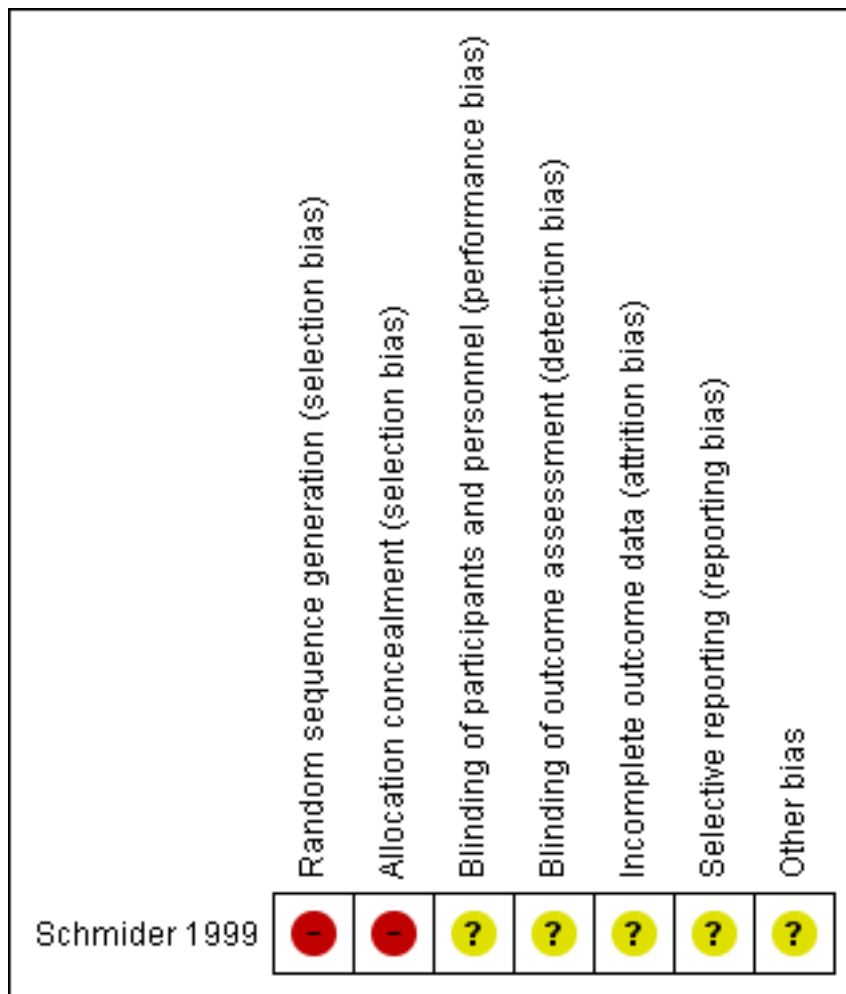 Random sequence generation (selection bias)
Allocation concealment (selection bias)
Blinding of participants and personnel (performance bias)
Blinding of outcome assessment (detection bias)
Incomplete outcome data (attrition bias)
Selective reporting (reporting bias)
Other bias
Schmider 1999 - - ? ? ? ? ?